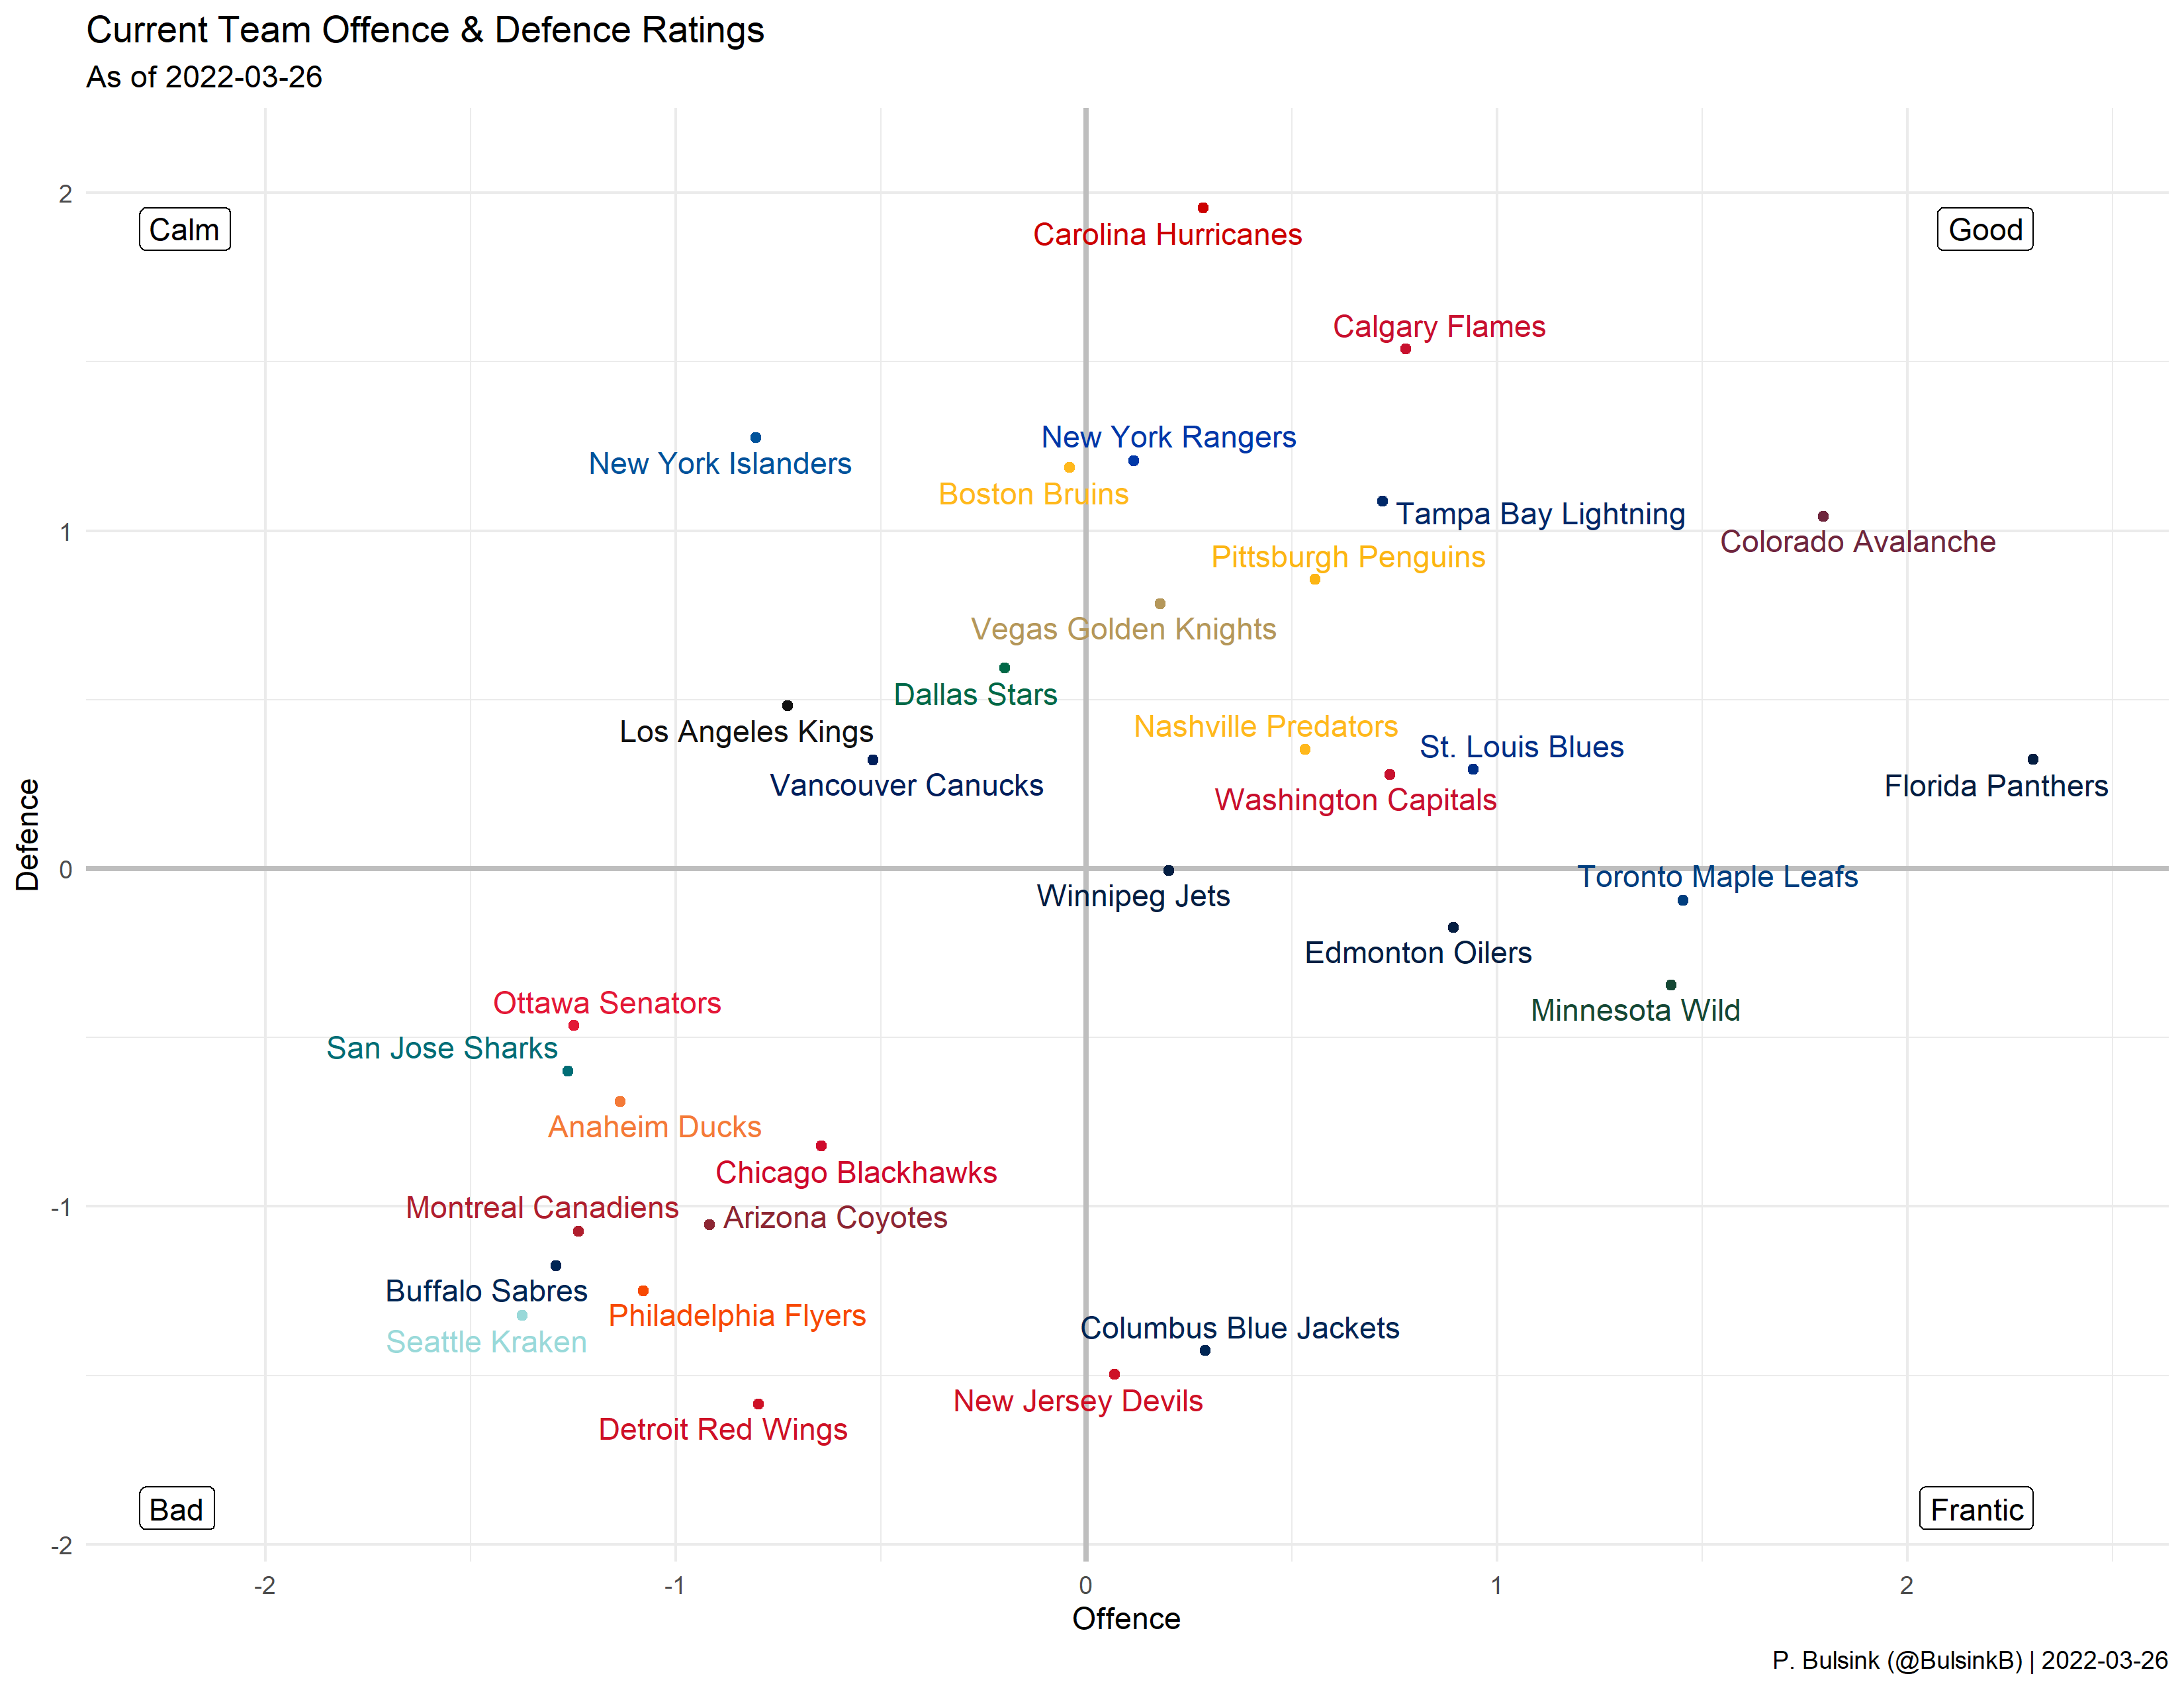 Current Team Offence & Defence Ratings
As of 2022-03-26
2
Calm
Good
Carolina Hurricanes
Calgary Flames
New York Rangers
New York Islanders
Boston Bruins
Tampa Bay Lightning
1
Colorado Avalanche
Pittsburgh Penguins
Vegas Golden Knights
Dallas Stars
Nashville Predators
Los Angeles Kings
St. Louis Blues
Vancouver Canucks
Florida Panthers
Washington Capitals
Defence
0
Toronto Maple Leafs
Winnipeg Jets
Edmonton Oilers
Ottawa Senators
Minnesota Wild
San Jose Sharks
Anaheim Ducks
Chicago Blackhawks
-1
Montreal Canadiens
Arizona Coyotes
Buffalo Sabres
Philadelphia Flyers
Columbus Blue Jackets
Seattle Kraken
New Jersey Devils
Detroit Red Wings
Bad
Frantic
-2
-2
-1
0
1
2
Offence
P. Bulsink (@BulsinkB) | 2022-03-26